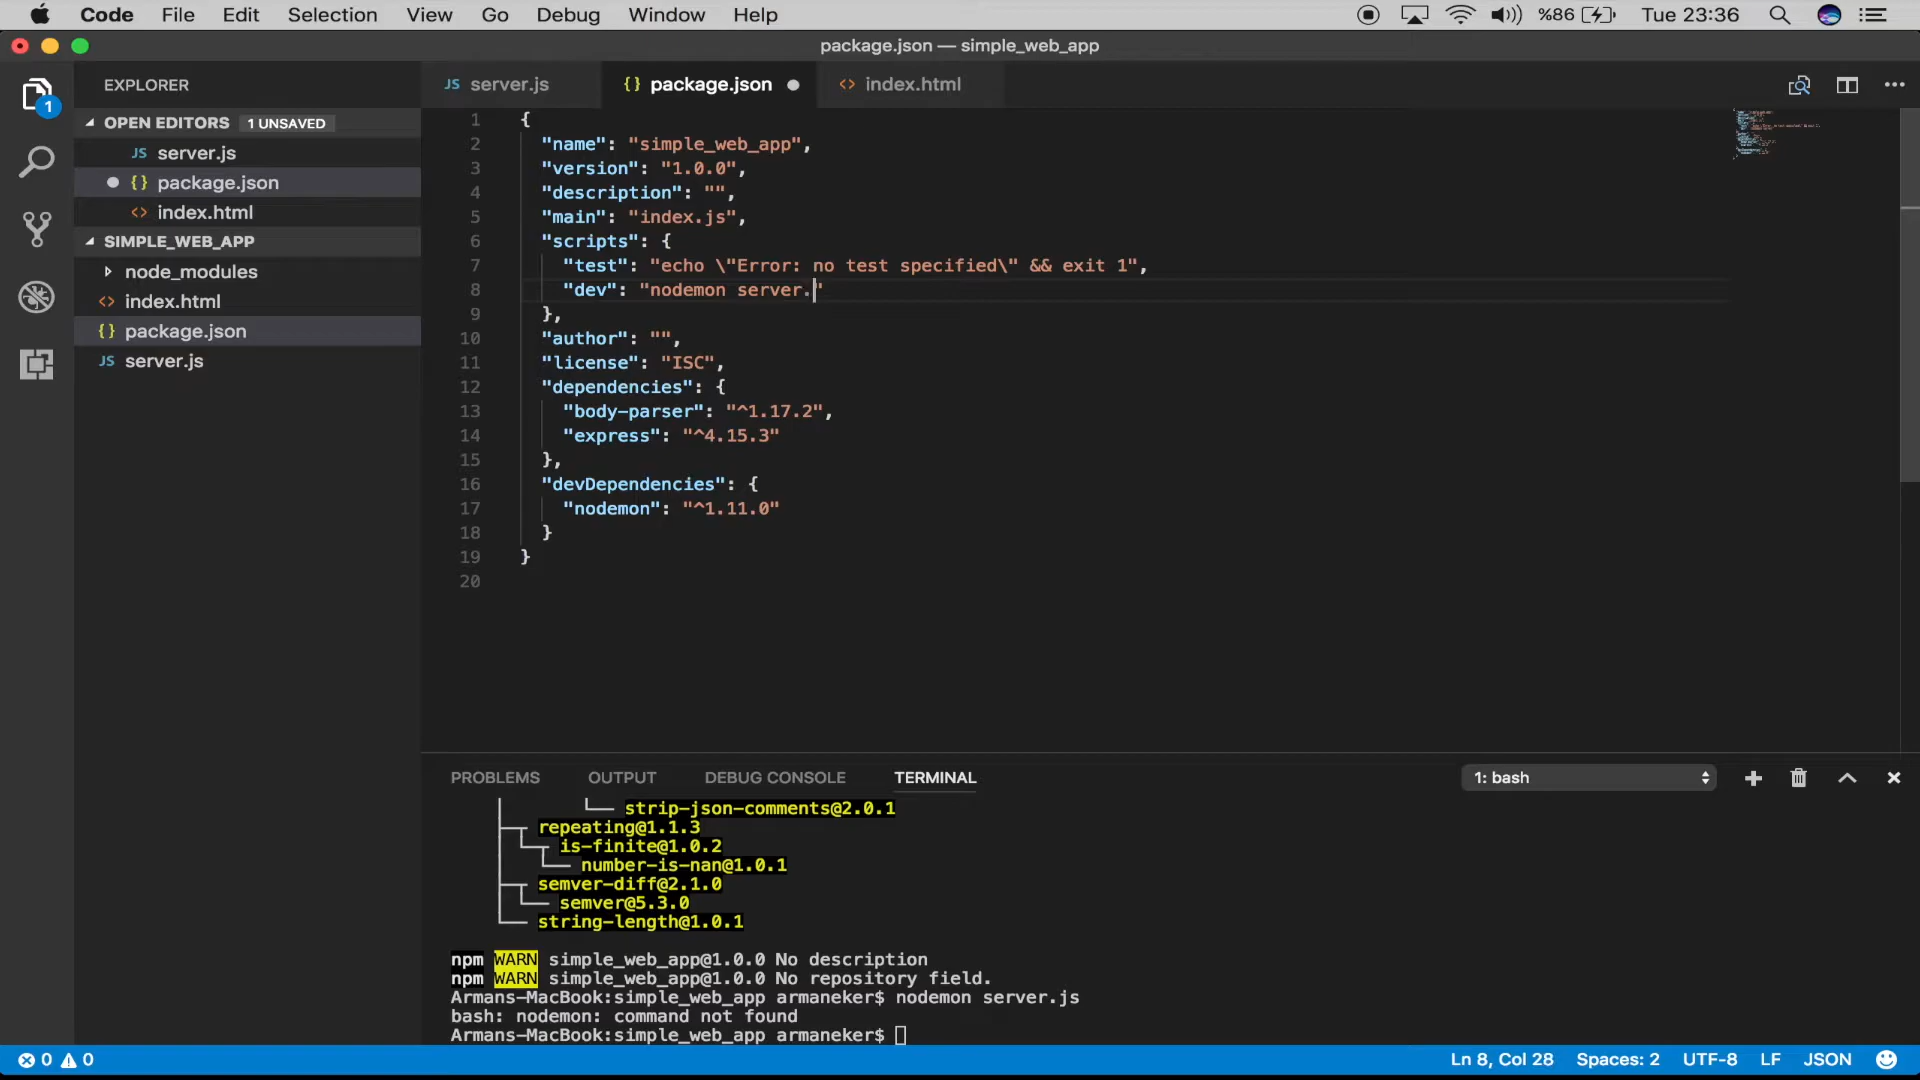 Code File Edit Selection View Go Debug Window Help %86 Tue 23:36
package.json — simple_web_app
EXPLORER
OPEN EDITORS 1 UNSAVED
JS server.js
{} package.json
<> index.html
SIMPLE_WEB_APP
node_modules
<> index.html
{} package.json
JS server.js
1
JS server.js {} package.json <> index.html
1 {
2 "name": "simple_web_app",
3 "version": "1.0.0",
4 "description": "",
5 "main": "index.js",
6 "scripts": {
7 "test": "echo \"Error: no test specified\" && exit 1",
8 "dev": "nodemon server."
9 },
10 "author": "",
11 "license": "ISC",
12 "dependencies": {
13 "body-parser": "^1.17.2",
14 "express": "^4.15.3"
15 },
16 "devDependencies": {
17 "nodemon": "^1.11.0"
18 }
19 }
20
PROBLEMS OUTPUT DEBUG CONSOLE TERMINAL 1: bash
└── strip-json-comments@2.0.1
├─┬ repeating@1.1.3
│ └─┬ is-finite@1.0.2
│   └── number-is-nan@1.0.1
├─┬ semver-diff@2.1.0
│ └── semver@5.3.0
└── string-length@1.0.1
npm WARN simple_web_app@1.0.0 No description
npm WARN simple_web_app@1.0.0 No repository field.
Armans-MacBook:simple_web_app armaneker$ nodemon server.js
bash: nodemon: command not found
Armans-MacBook:simple_web_app armaneker$
0 0 Ln 8, Col 28 Spaces: 2 UTF-8 LF JSON